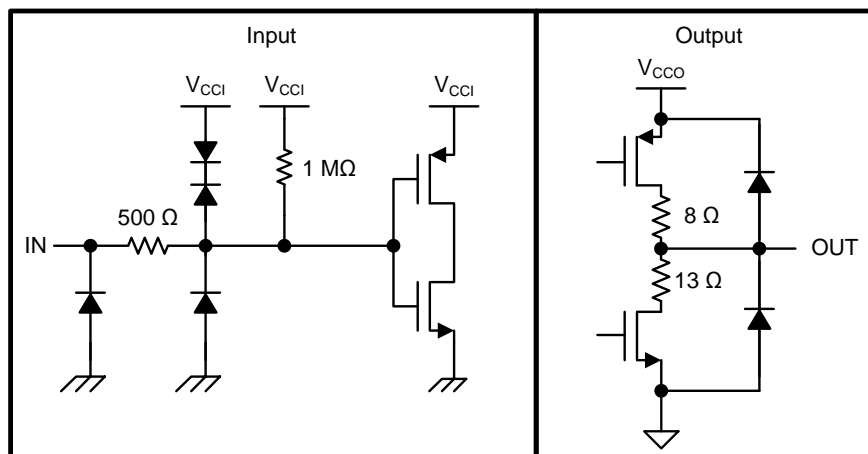 Input
V_CCI
V_CCI
V_CCI
1 MΩ
500 Ω
IN
Output
V_CCO
8 Ω
OUT
13 Ω